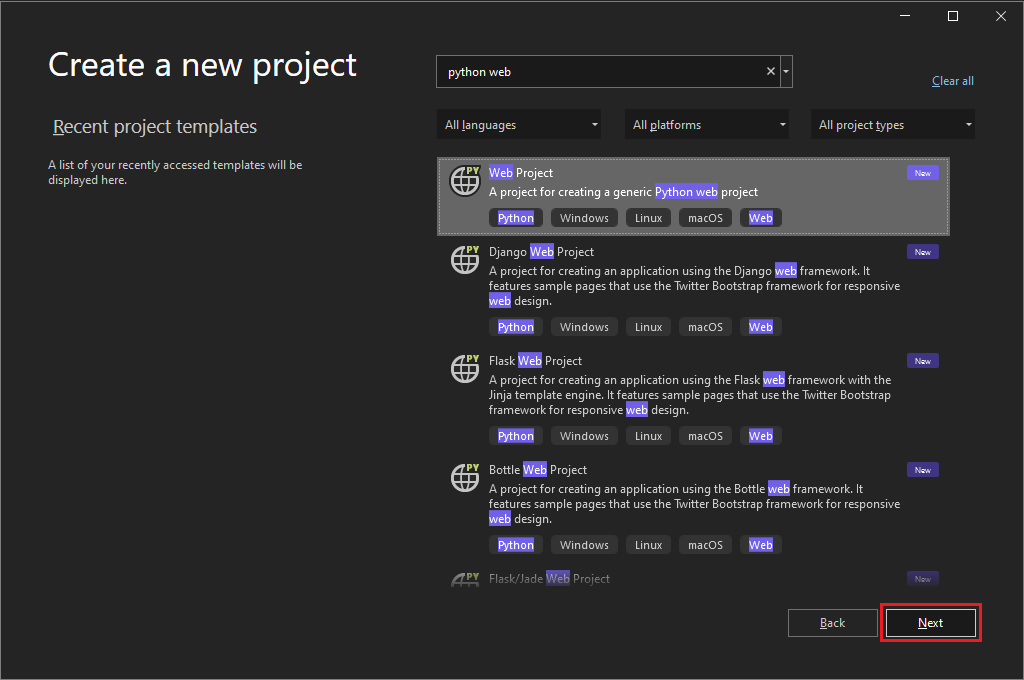 Create a new project
python web
Clear all
Recent project templates
A list of your recently accessed templates will be
displayed here.
All languages
All platforms
All project types
PY
Web Project
New
A project for creating a generic Python web project
Python
Windows
Linux
macOS
Web
PY
Django Web Project
New
A project for creating an application using the Django web framework. It
features sample pages that use the Twitter Bootstrap framework for responsive
web design.
Python
Windows
Linux
macOS
Web
PY
Flask Web Project
New
A project for creating an application using the Flask web framework with the
Jinja template engine. It features sample pages that use the Twitter Bootstrap
framework for responsive web design.
Python
Windows
Linux
macOS
Web
PY
Bottle Web Project
New
A project for creating an application using the Bottle web framework. It
features sample pages that use the Twitter Bootstrap framework for responsive
web design.
Python
Windows
Linux
macOS
Web
PY
Flask/Jade Web Project
New
Back
Next